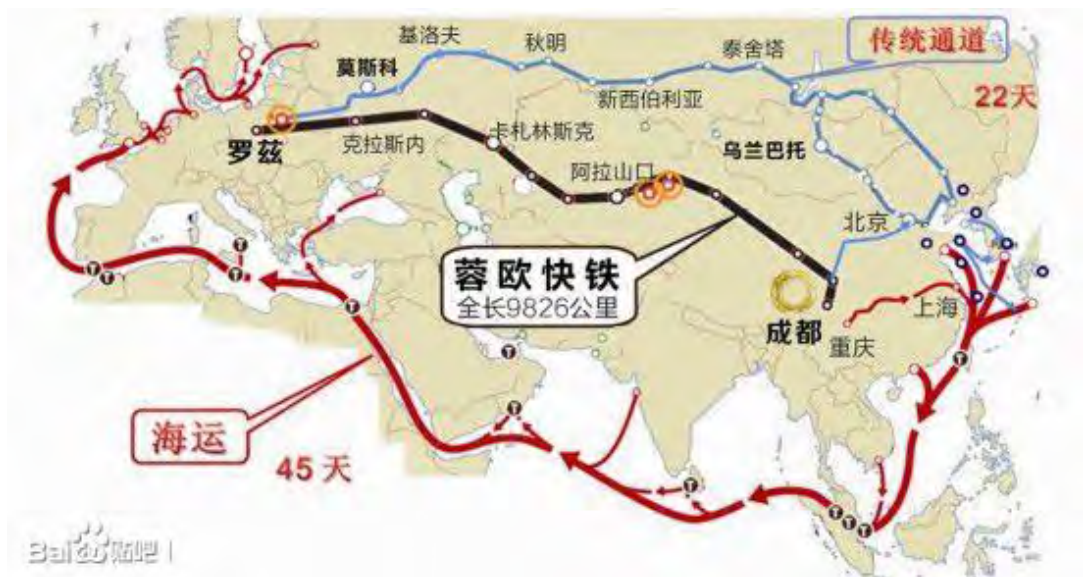 传统通道
22天
基洛夫
秋明
泰舍塔
莫斯科
新西伯利亚
罗兹
克拉斯内
卡札林斯克
阿拉山口
乌兰巴托
北京
蓉欧快铁
全长9826公里
成都
上海
重庆
海运
45天
T
T
T
T
T
T
T
T
T
T
T
Baidu贴吧